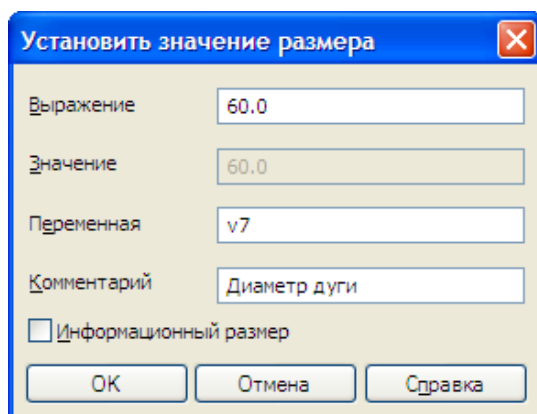 Установить значение размера
Выражение 60.0
Значение 60.0
Переменная v7
Комментарий Диаметр дуги
Информационный размер
OK Отмена Справка